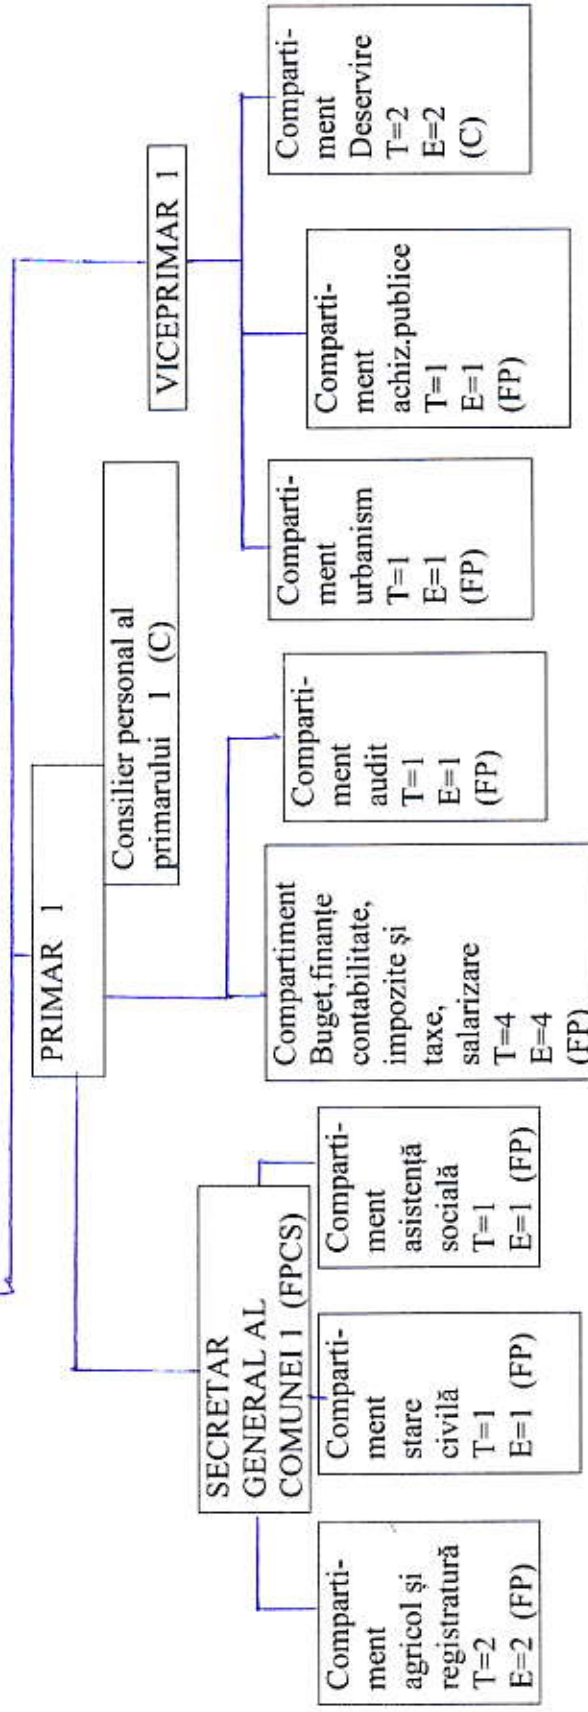 PRIMAR 1
Consilier personal al
primarului 1 (C)
VICEPRIMAR 1
SECRETAR
GENERAL AL
COMUNEI 1 (FPCS)
Comparti-
ment
agricol și
registratură
T=2
E=2 (FP)
Comparti-
ment
stare
civilă
T=1
E=1 (FP)
Comparti-
ment
asistență
socială
T=1
E=1 (FP)
Compartiment
Buget,finanțe
contabilitate,
impozite și
taxe,
salarizare
T=4
E=4
(FP)
Comparti-
ment
audit
T=1
E=1
(FP)
Comparti-
ment
urbanism
T=1
E=1
(FP)
Comparti-
ment
achiz.publice
T=1
E=1
(FP)
Comparti-
ment
Deservire
T=2
E=2
(C)